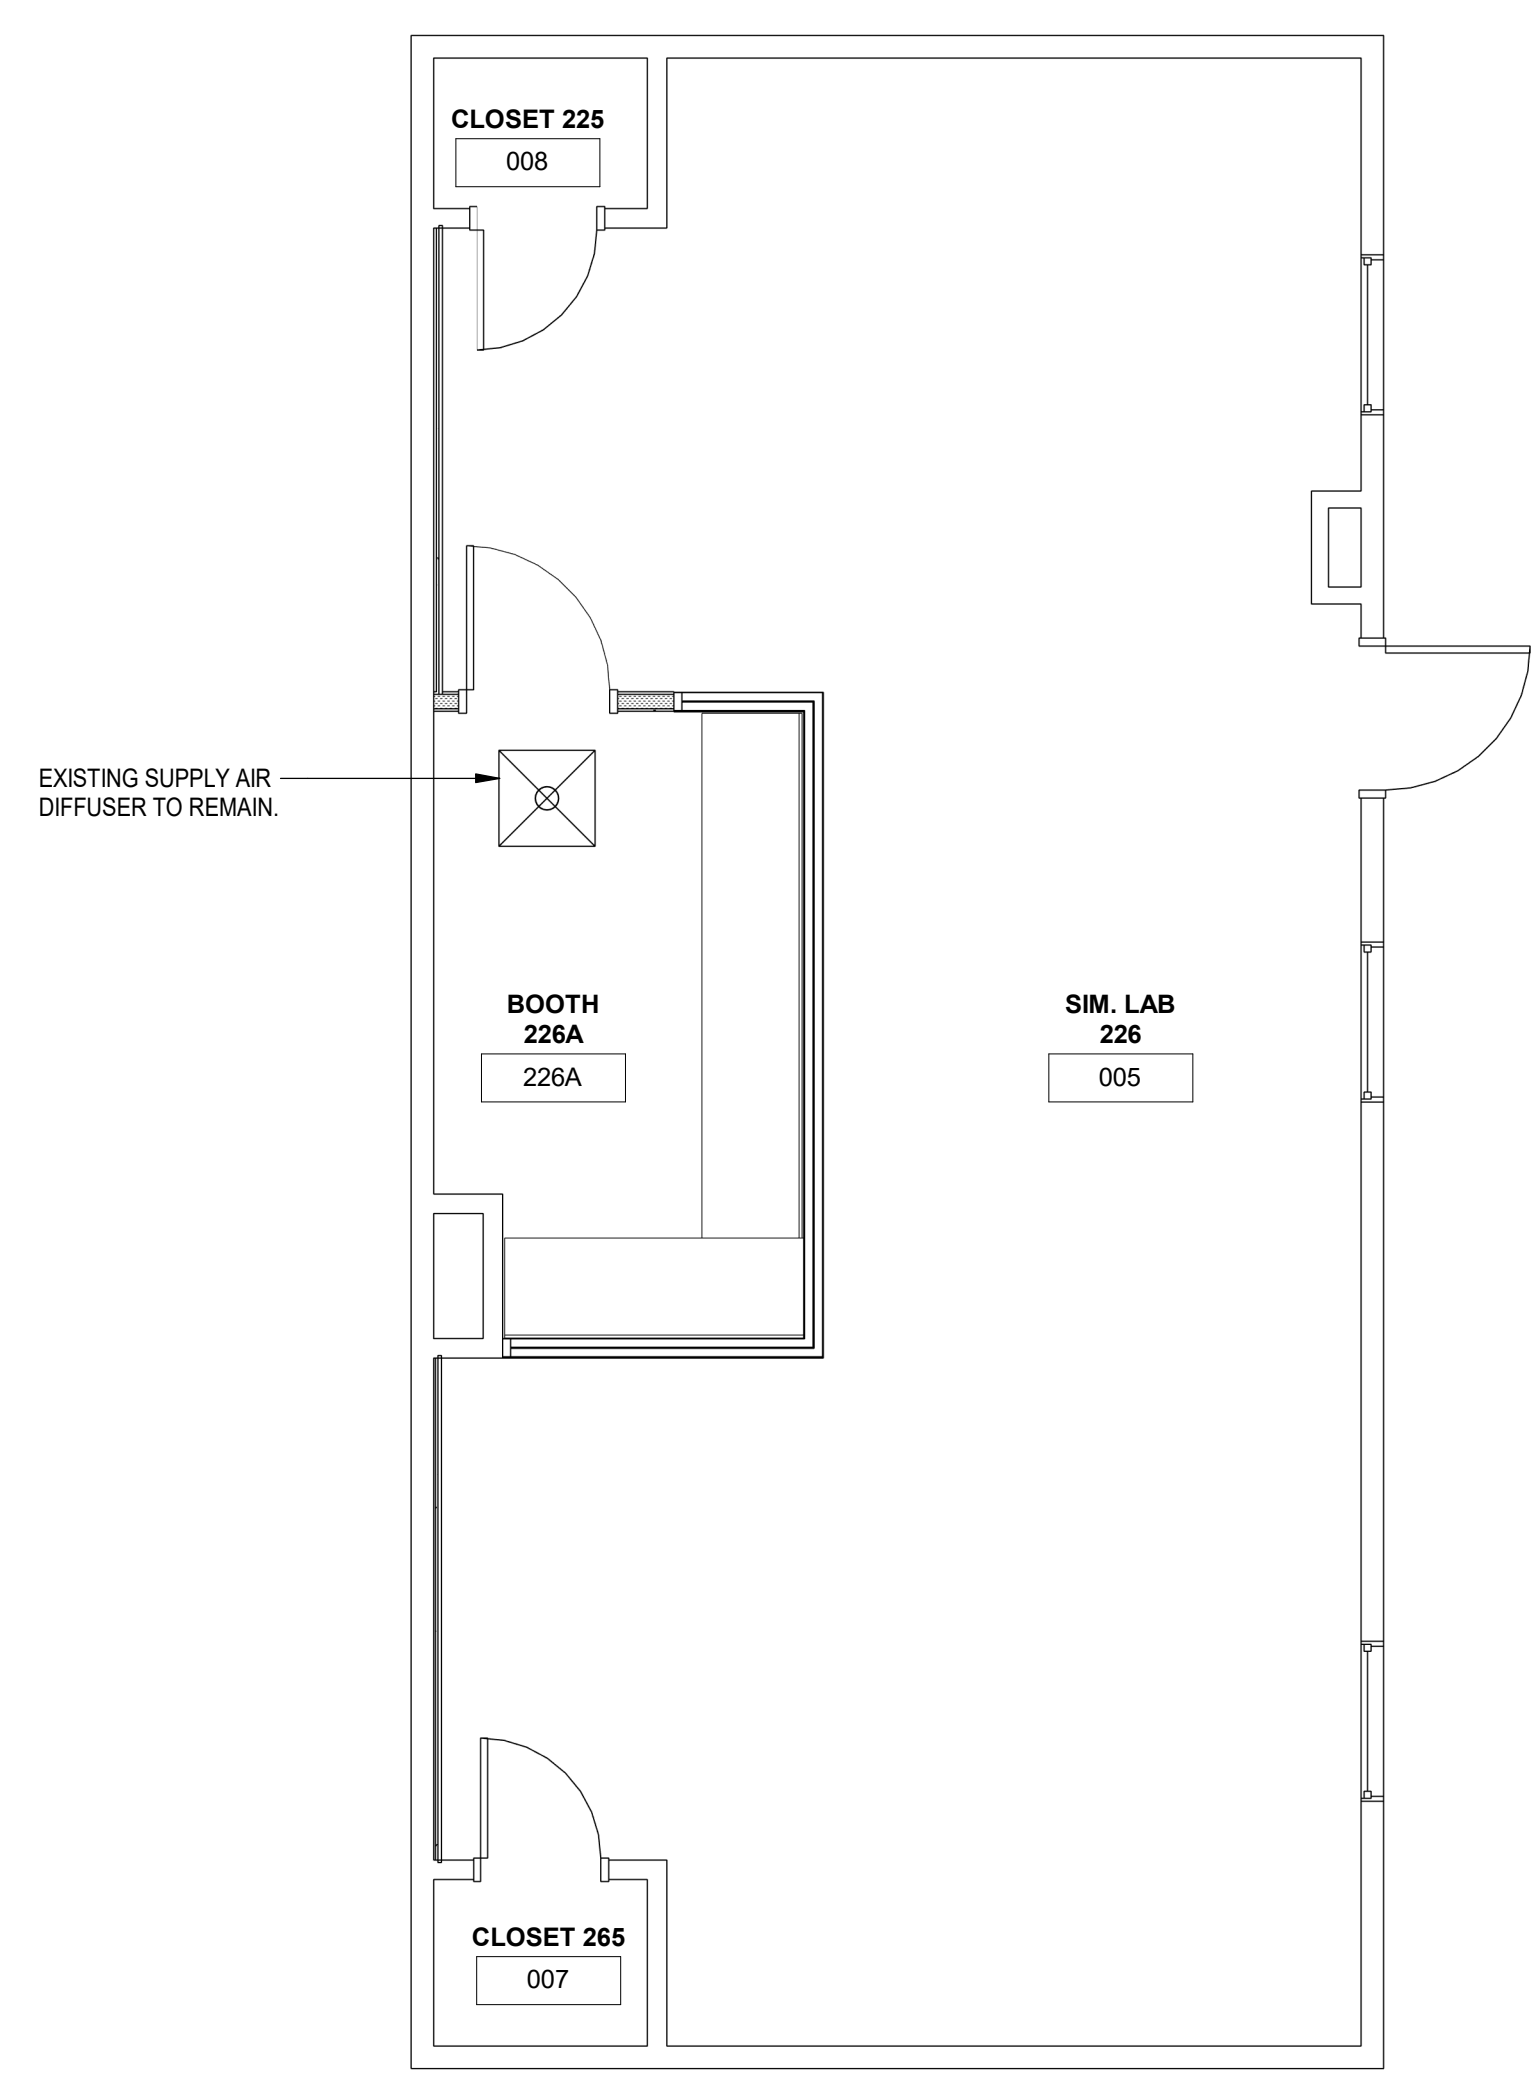 CLOSET 225
008
EXISTING SUPPLY AIR
DIFFUSER TO REMAIN.
BOOTH
226A
226A
SIM. LAB
226
005
CLOSET 265
007